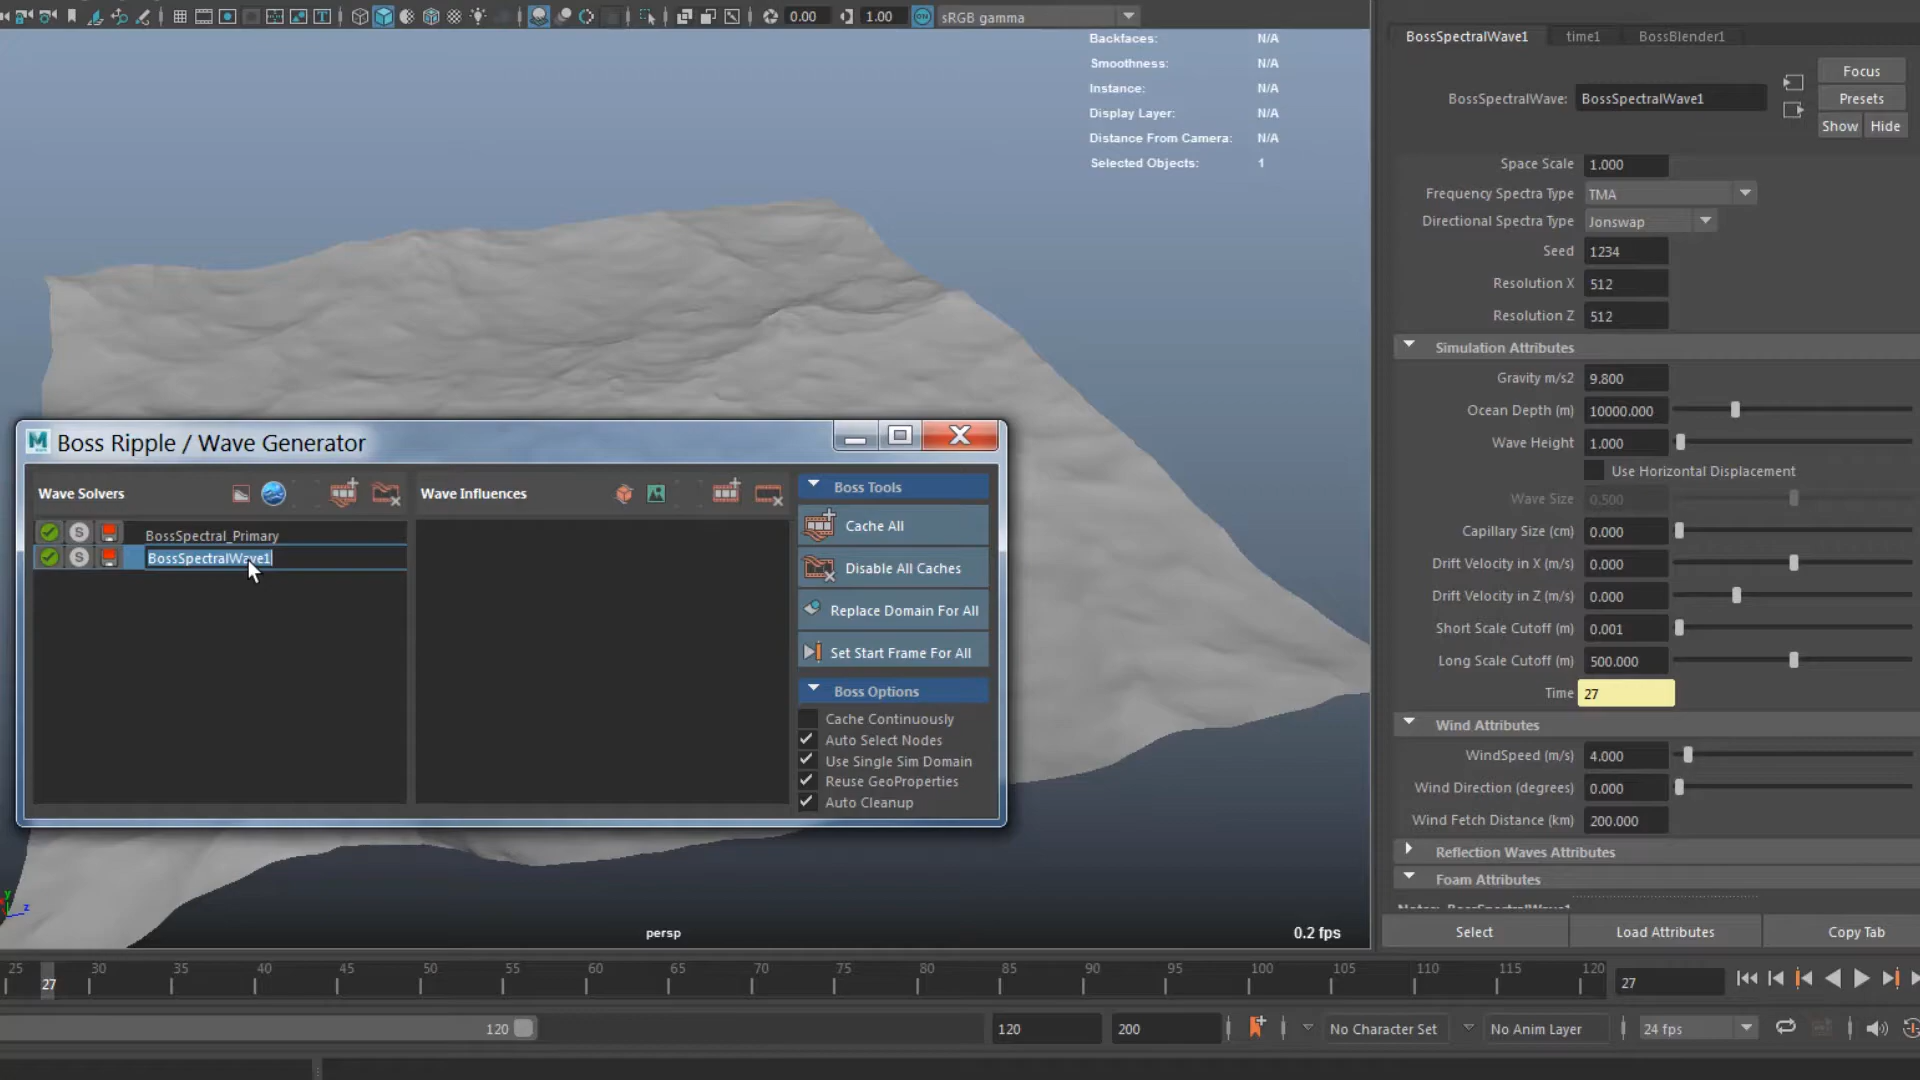 0.00
1.00
ON
sRGB gamma
Backfaces: N/A
Smoothness: N/A
Instance: N/A
Display Layer: N/A
Distance From Camera: N/A
Selected Objects: 1
persp
0.2 fps
BossSpectralWave1 time1 BossBlender1
BossSpectralWave: BossSpectralWave1
Focus
Presets
Show Hide
Space Scale 1.000
Frequency Spectra Type TMA
Directional Spectra Type Jonswap
Seed 1234
Resolution X 512
Resolution Z 512
Simulation Attributes
Gravity m/s2 9.800
Ocean Depth (m) 10000.000
Wave Height 1.000
Use Horizontal Displacement
Wave Size 0.500
Capillary Size (cm) 0.000
Drift Velocity in X (m/s) 0.000
Drift Velocity in Z (m/s) 0.000
Short Scale Cutoff (m) 0.001
Long Scale Cutoff (m) 500.000
Time 27
Wind Attributes
WindSpeed (m/s) 4.000
Wind Direction (degrees) 0.000
Wind Fetch Distance (km) 200.000
Reflection Waves Attributes
Foam Attributes
Notes: BossSpectralWave1
Select Load Attributes Copy Tab
M Boss Ripple / Wave Generator
Wave Solvers
S BossSpectral_Primary
S BossSpectralWave1
Wave Influences
Boss Tools
Cache All
Disable All Caches
Replace Domain For All
Set Start Frame For All
Boss Options
Cache Continuously
Auto Select Nodes
Use Single Sim Domain
Reuse GeoProperties
Auto Cleanup
y
z
25 27 30 35 40 45 50 55 60 65 70 75 80 85 90 95 100 105 110 115 120
27
120 120 200 No Character Set No Anim Layer 24 fps